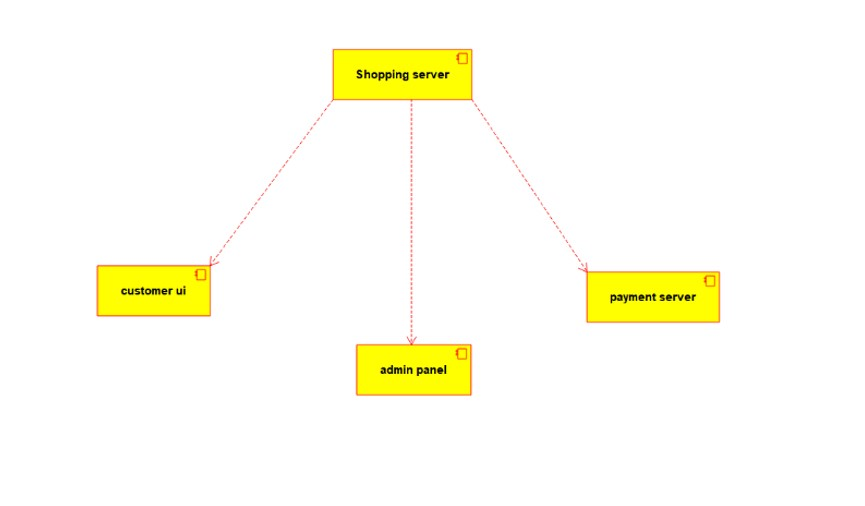 Shopping server
customer ui
payment server
admin panel